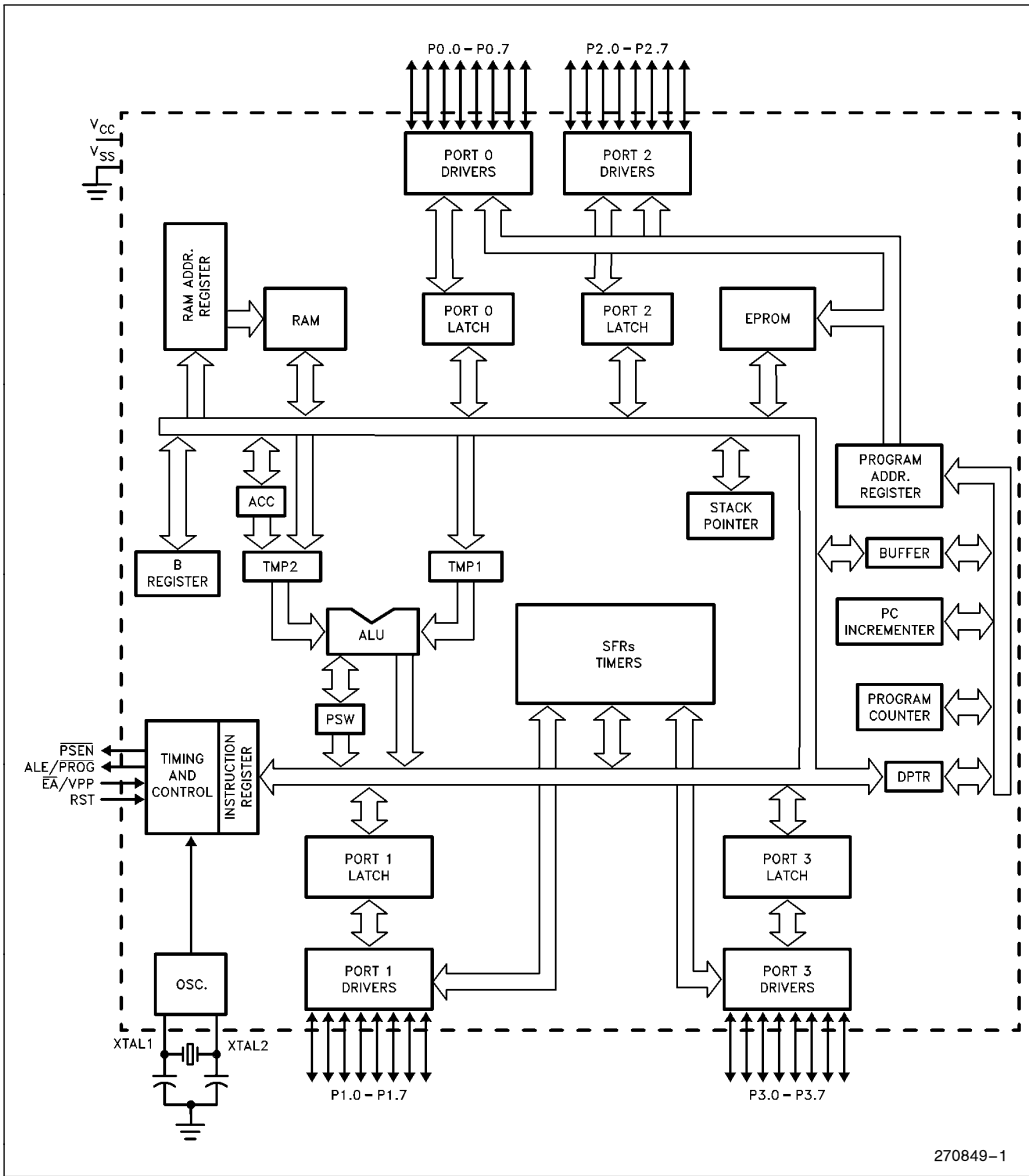 P0.0–P0.7
P2.0–P2.7
VCC
VSS
PORT 0
DRIVERS
PORT 2
DRIVERS
RAM ADDR.
REGISTER
RAM
PORT 0
LATCH
PORT 2
LATCH
EPROM
PROGRAM
ADDR.
REGISTER
ACC
STACK
POINTER
B
REGISTER
TMP2
TMP1
BUFFER
ALU
SFRs
TIMERS
PC
INCREMENTER
PSW
PROGRAM
COUNTER
PSEN
ALE/PROG
EA/VPP
RST
TIMING
AND
CONTROL
INSTRUCTION
REGISTER
DPTR
PORT 1
LATCH
PORT 3
LATCH
OSC.
PORT 1
DRIVERS
PORT 3
DRIVERS
XTAL1
XTAL2
P1.0–P1.7
P3.0–P3.7
270849–1